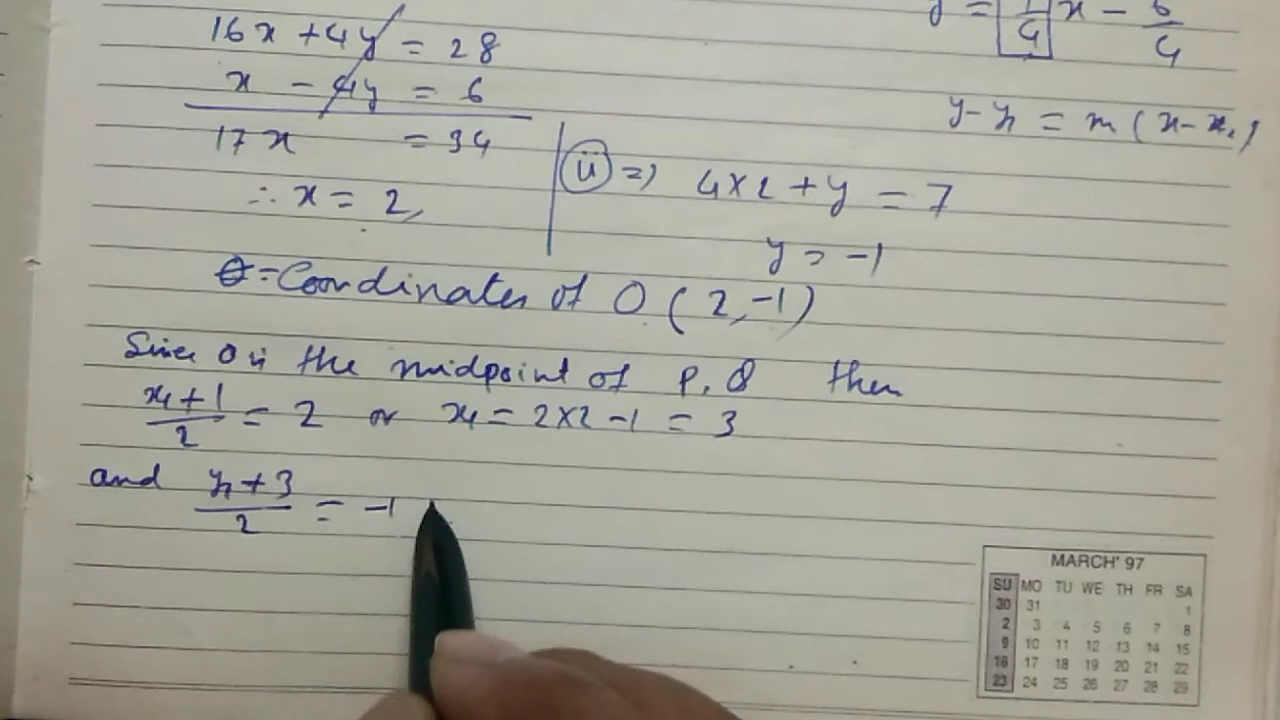 16x + 4y = 28
x - 4y = 6
17x = 34
∴ x = 2,
y = 1/4 x - 6/4
y - y₁ = m ( x - x₁ )
(ii) => 4 x 2 + y = 7
y = -1
Coordinates of O ( 2, -1 )
Since O is the midpoint of P, Q then
(x₁ + 1)/2 = 2 or x₁ = 2 x 2 - 1 = 3
and (y₁ + 3)/2 = -1
MARCH' 97
SU MO TU WE TH FR SA
30 31 1
2 3 4 5 6 7 8
9 10 11 12 13 14 15
16 17 18 19 20 21 22
23 24 25 26 27 28 29